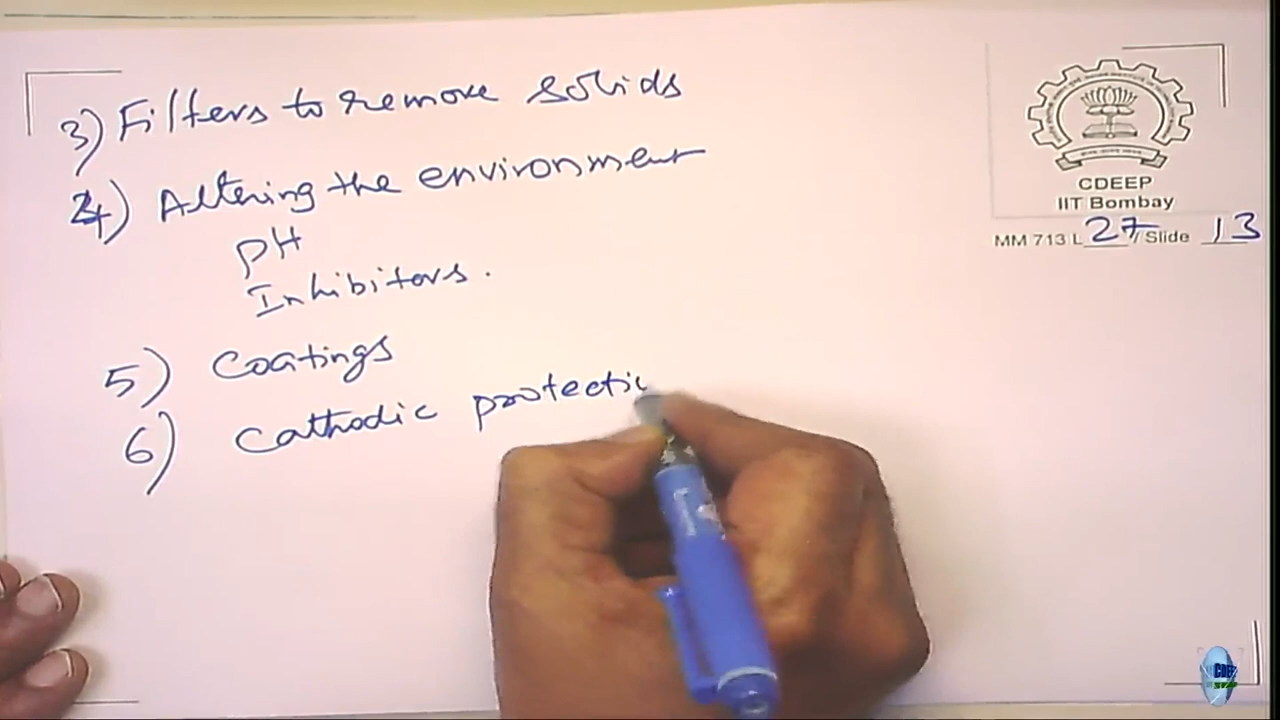 3) Filters to remove solids
4) Altering the environment
pH
Inhibitors.
5) Coatings
6) Cathodic protecti
CDEEP
IIT Bombay
MM 713 L 27 / Slide 13